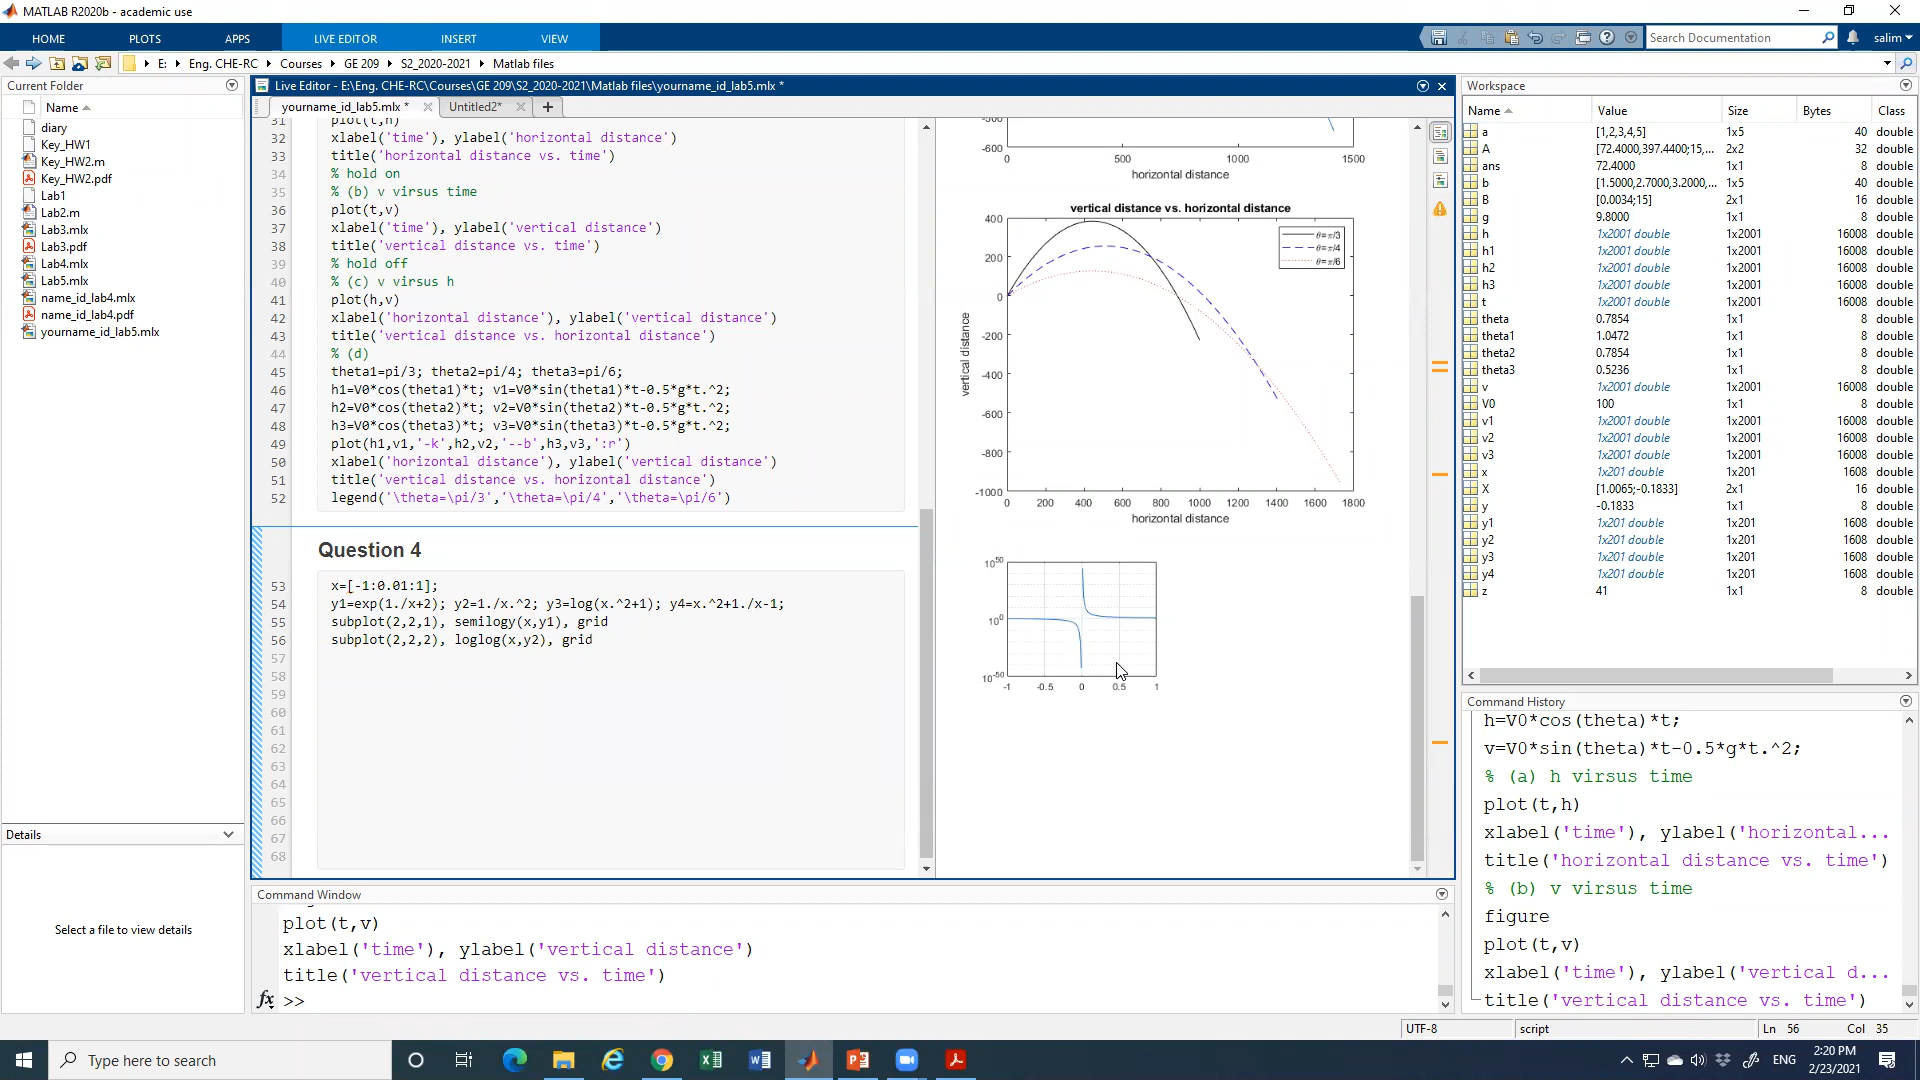 MATLAB R2020b - academic use
HOME PLOTS APPS LIVE EDITOR INSERT VIEW
Search Documentation
salim
E: Eng. CHE-RC Courses GE 209 S2_2020-2021 Matlab files
Current Folder
Name
diary
Key_HW1
Key_HW2.m
Key_HW2.pdf
Lab1
Lab2.m
Lab3.mlx
Lab3.pdf
Lab4.mlx
Lab5.mlx
name_id_lab4.mlx
name_id_lab4.pdf
yourname_id_lab5.mlx
Details
Select a file to view details
Live Editor - E:\Eng. CHE-RC\Courses\GE 209\S2_2020-2021\Matlab files\yourname_id_lab5.mlx *
yourname_id_lab5.mlx * Untitled2*
31 plot(t,h)
32 xlabel('time'), ylabel('horizontal distance')
33 title('horizontal distance vs. time')
34 % hold on
35 % (b) v virsus time
36 plot(t,v)
37 xlabel('time'), ylabel('vertical distance')
38 title('vertical distance vs. time')
39 % hold off
40 % (c) v virsus h
41 plot(h,v)
42 xlabel('horizontal distance'), ylabel('vertical distance')
43 title('vertical distance vs. horizontal distance')
44 % (d)
45 theta1=pi/3; theta2=pi/4; theta3=pi/6;
46 h1=V0*cos(theta1)*t; v1=V0*sin(theta1)*t-0.5*g*t.^2;
47 h2=V0*cos(theta2)*t; v2=V0*sin(theta2)*t-0.5*g*t.^2;
48 h3=V0*cos(theta3)*t; v3=V0*sin(theta3)*t-0.5*g*t.^2;
49 plot(h1,v1,'-k',h2,v2,'--b',h3,v3,':r')
50 xlabel('horizontal distance'), ylabel('vertical distance')
51 title('vertical distance vs. horizontal distance')
52 legend('\theta=\pi/3','\theta=\pi/4','\theta=\pi/6')
Question 4
53 x=[-1:0.01:1];
54 y1=exp(1./x+2); y2=1./x.^2; y3=log(x.^2+1); y4=x.^2+1./x-1;
55 subplot(2,2,1), semilogy(x,y1), grid
56 subplot(2,2,2), loglog(x,y2), grid
57
58
59
60
61
62
63
64
65
66
67
68
-500
-600
0 500 1000 1500
horizontal distance
vertical distance vs. horizontal distance
400
200
0
-200
-400
-600
-800
-1000
vertical distance
θ=π/3
θ=π/4
θ=π/6
0 200 400 600 800 1000 1200 1400 1600 1800
horizontal distance
10^50
10^0
10^-50
-1 -0.5 0 0.5 1
Command Window
plot(t,v)
xlabel('time'), ylabel('vertical distance')
title('vertical distance vs. time')
fx >>
Workspace
Name Value Size Bytes Class
a [1,2,3,4,5] 1x5 40 double
A [72.4000,397.4400;15,... 2x2 32 double
ans 72.4000 1x1 8 double
b [1.5000,2.7000,3.2000,... 1x5 40 double
B [0.0034;15] 2x1 16 double
g 9.8000 1x1 8 double
h 1x2001 double 1x2001 16008 double
h1 1x2001 double 1x2001 16008 double
h2 1x2001 double 1x2001 16008 double
h3 1x2001 double 1x2001 16008 double
t 1x2001 double 1x2001 16008 double
theta 0.7854 1x1 8 double
theta1 1.0472 1x1 8 double
theta2 0.7854 1x1 8 double
theta3 0.5236 1x1 8 double
v 1x2001 double 1x2001 16008 double
V0 100 1x1 8 double
v1 1x2001 double 1x2001 16008 double
v2 1x2001 double 1x2001 16008 double
v3 1x2001 double 1x2001 16008 double
x 1x201 double 1x201 1608 double
X [1.0065;-0.1833] 2x1 16 double
y -0.1833 1x1 8 double
y1 1x201 double 1x201 1608 double
y2 1x201 double 1x201 1608 double
y3 1x201 double 1x201 1608 double
y4 1x201 double 1x201 1608 double
z 41 1x1 8 double
Command History
h=V0*cos(theta)*t;
v=V0*sin(theta)*t-0.5*g*t.^2;
% (a) h virsus time
plot(t,h)
xlabel('time'), ylabel('horizontal...
title('horizontal distance vs. time')
% (b) v virsus time
figure
plot(t,v)
xlabel('time'), ylabel('vertical d...
title('vertical distance vs. time')
UTF-8 script Ln 56 Col 35
Type here to search
ENG
2:20 PM
2/23/2021